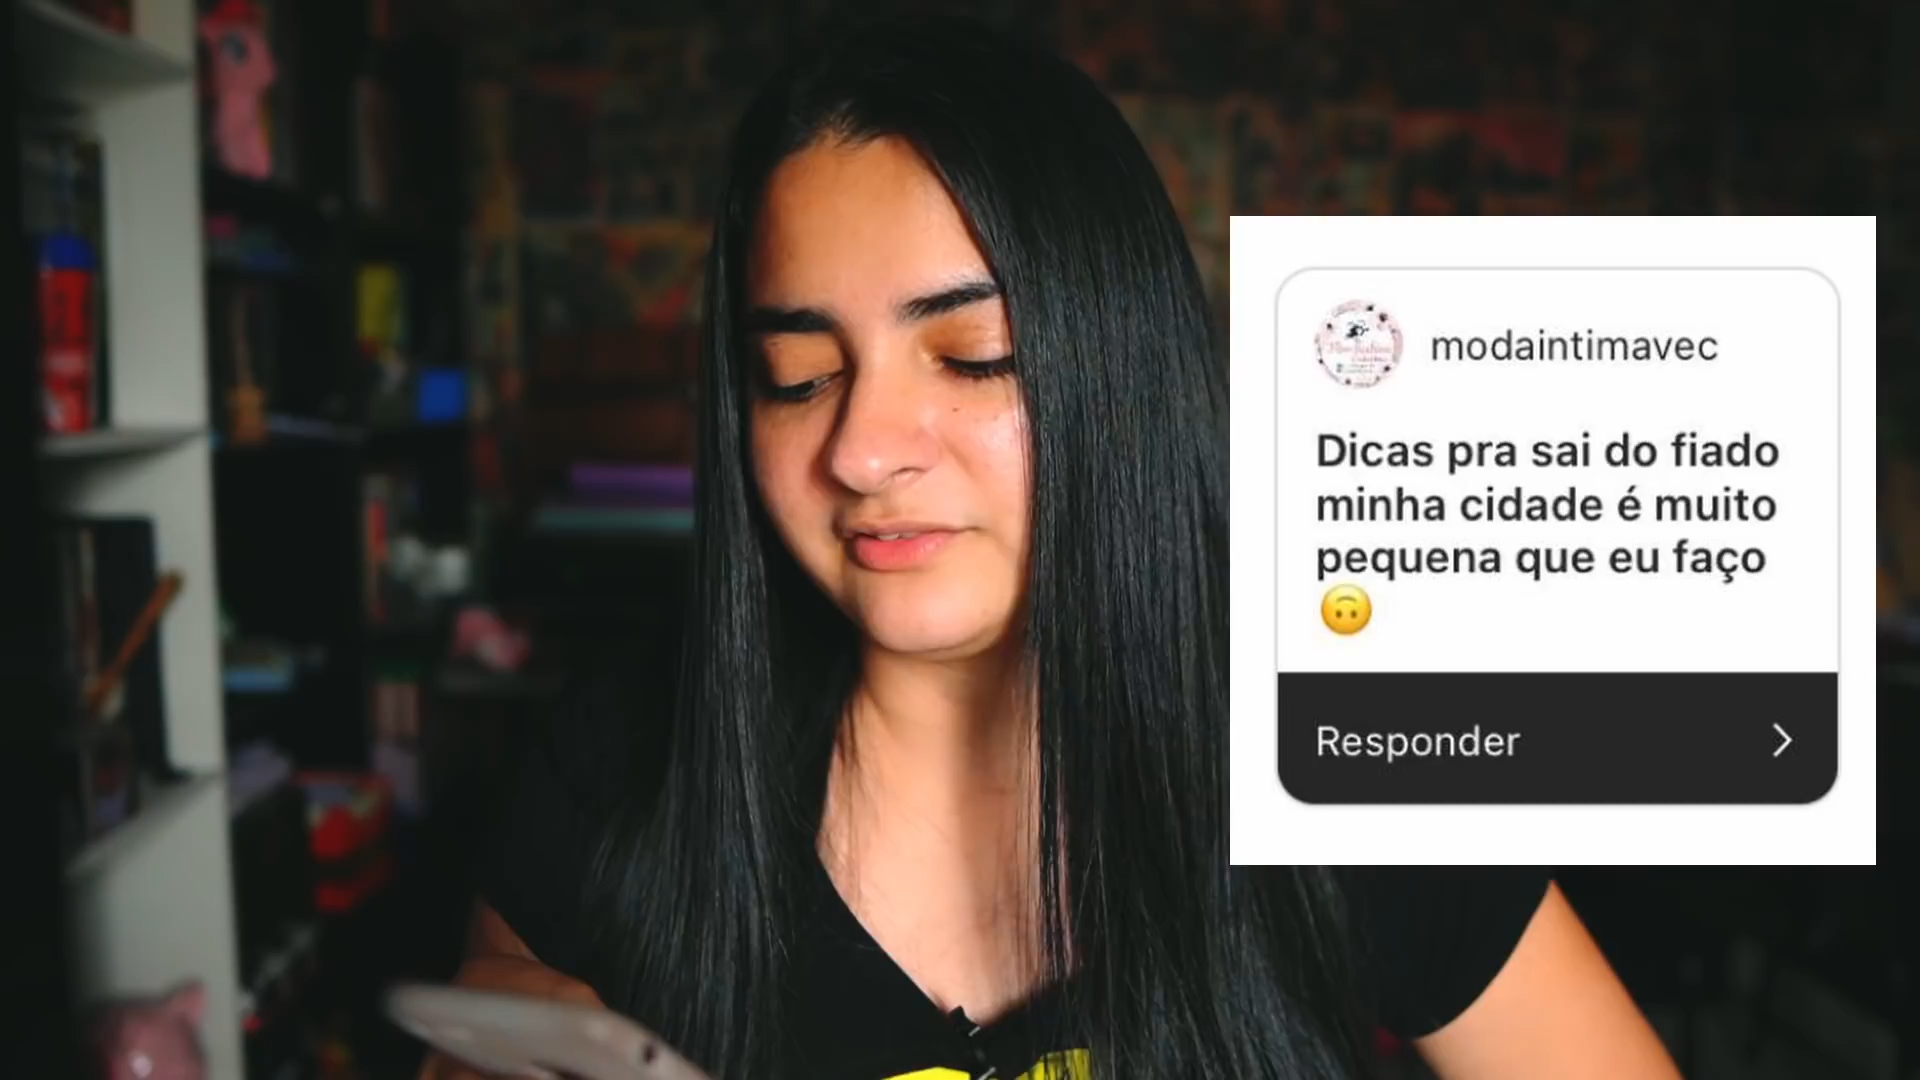 modaintimavec
Dicas pra sai do fiado
minha cidade é muito
pequena que eu faço
🙃
Responder